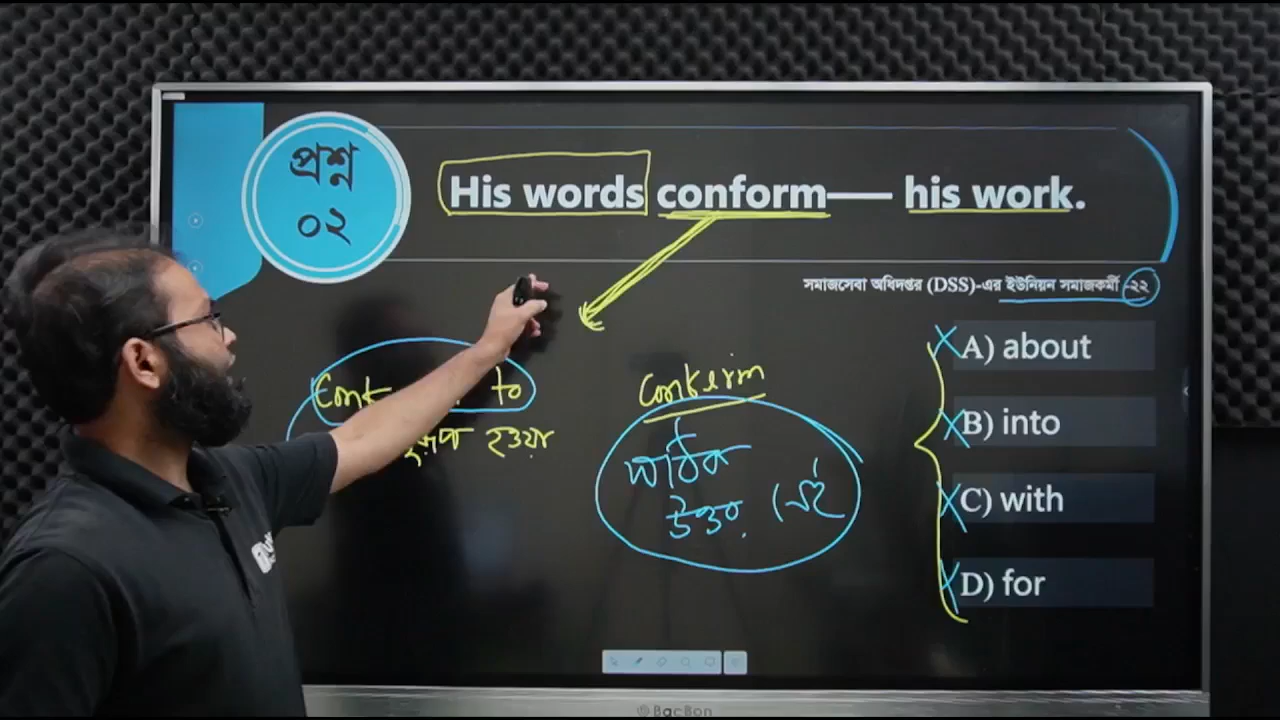 প্রশ্ন
০২
His words conform—— his work.
সমাজসেবা অধিদপ্তর (DSS)-এর ইউনিয়ন সমাজকর্মী -২২
A) about
B) into
C) with
D) for
to
হওয়া
Conferm
সঠিক
উত্তর নেই
BacBon